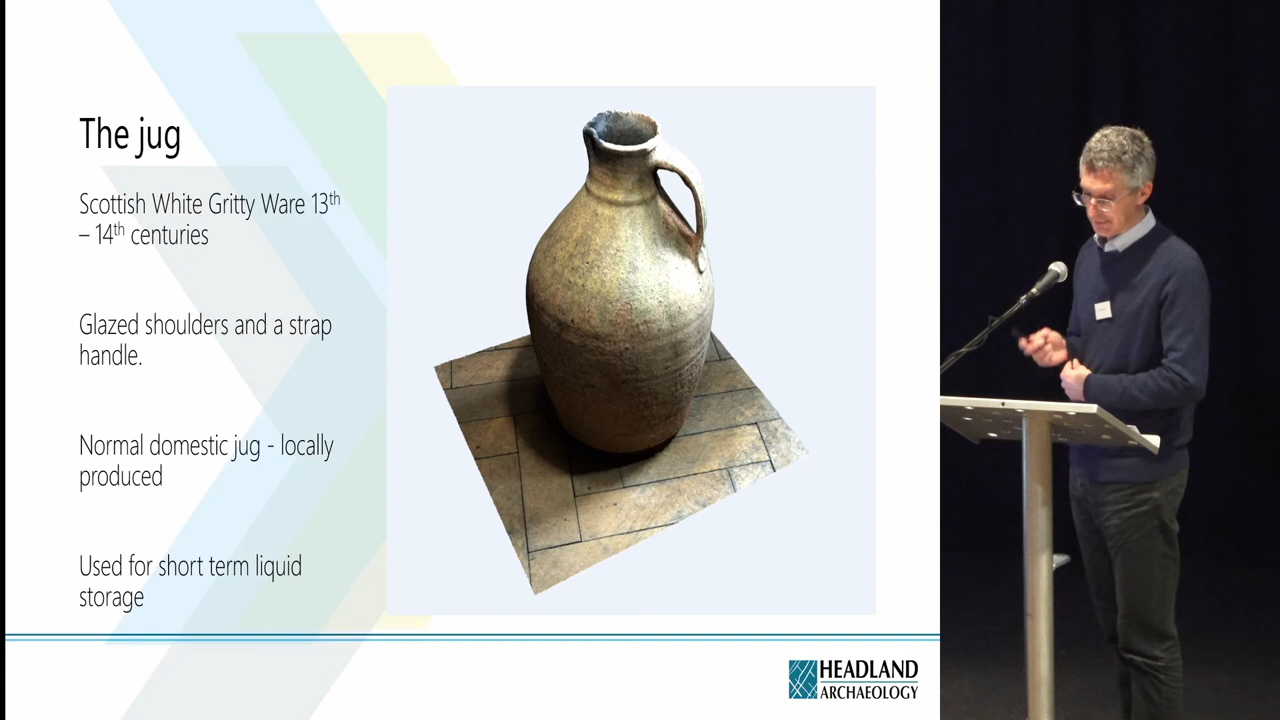 The jug
Scottish White Gritty Ware 13th
– 14th centuries
Glazed shoulders and a strap
handle.
Normal domestic jug - locally
produced
Used for short term liquid
storage
HEADLAND
ARCHAEOLOGY